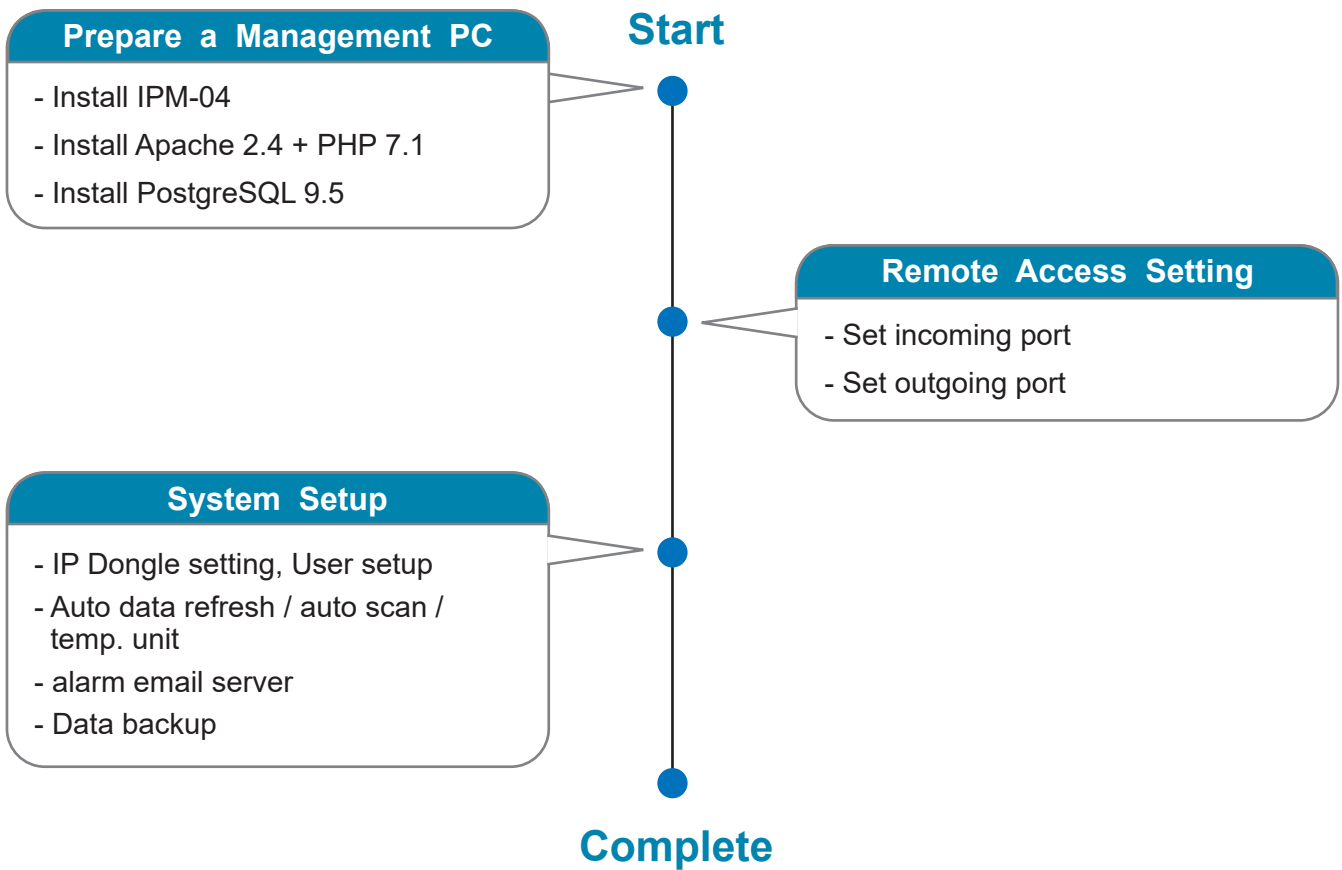 Start
Prepare a Management PC
- Install IPM-04
- Install Apache 2.4 + PHP 7.1
- Install PostgreSQL 9.5
Remote Access Setting
- Set incoming port
- Set outgoing port
System Setup
- IP Dongle setting, User setup
- Auto data refresh / auto scan /
temp. unit
- alarm email server
- Data backup
Complete